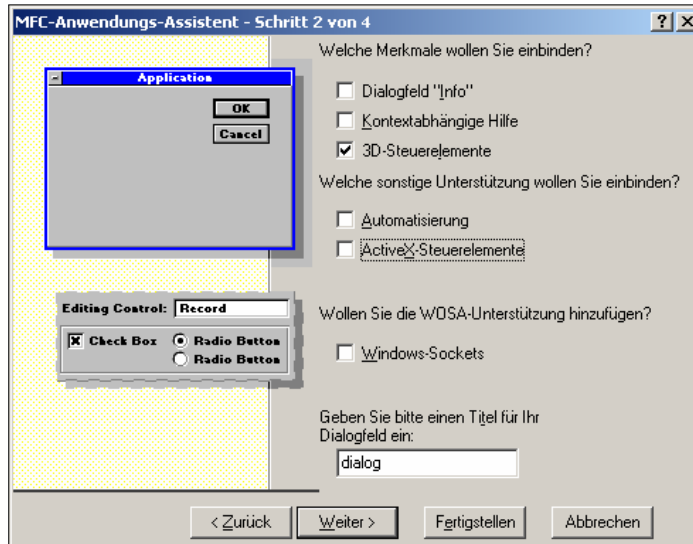 MFC-Anwendungs-Assistent - Schritt 2 von 4
Application
OK
Cancel
Editing Control: Record
Check Box
Radio Button
Radio Button
Welche Merkmale wollen Sie einbinden?
Dialogfeld "Info"
Kontextabhängige Hilfe
3D-Steuerelemente
Welche sonstige Unterstützung wollen Sie einbinden?
Automatisierung
ActiveX-Steuerelemente
Wollen Sie die WOSA-Unterstützung hinzufügen?
Windows-Sockets
Geben Sie bitte einen Titel für Ihr
Dialogfeld ein:
dialog
< Zurück
Weiter >
Fertigstellen
Abbrechen